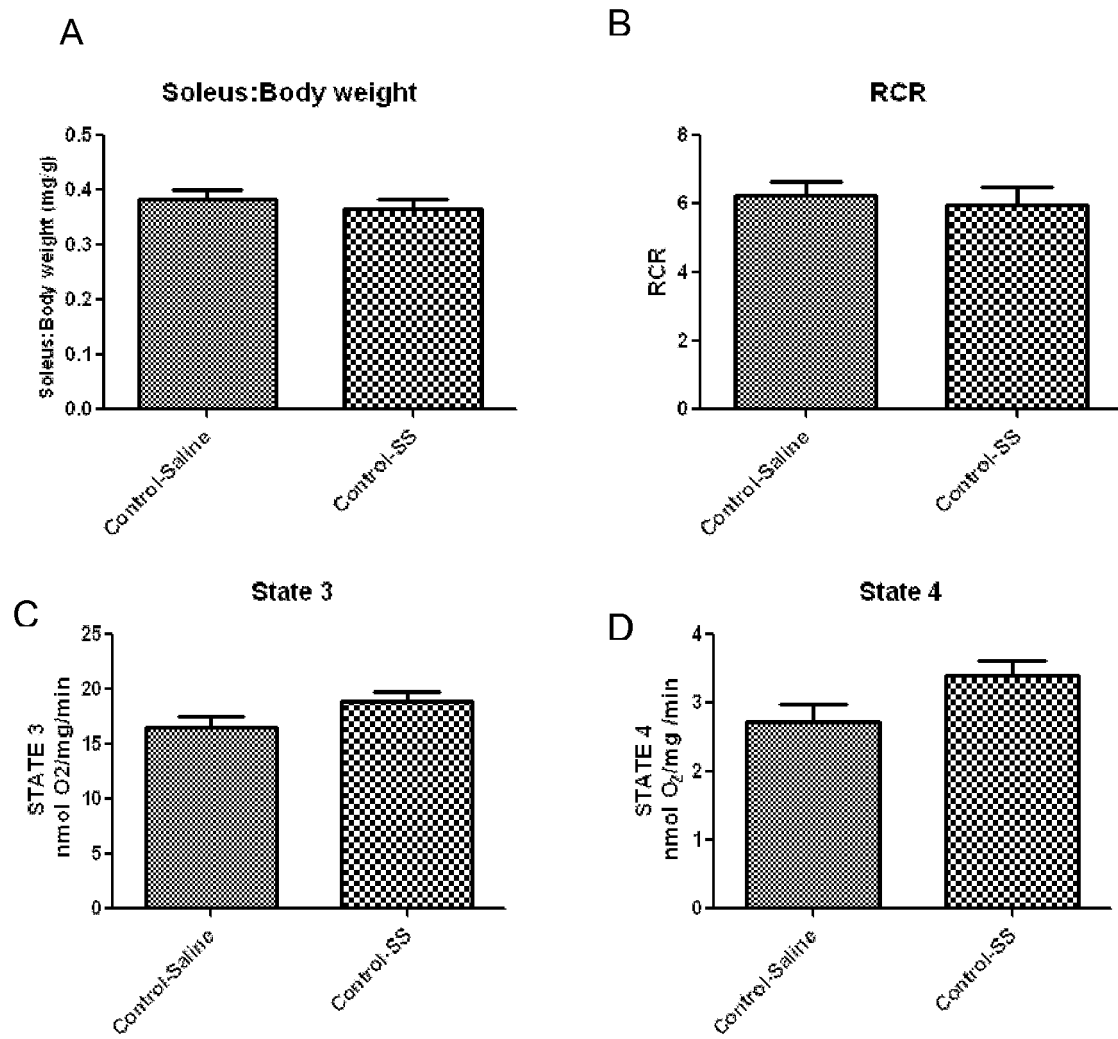 A
Soleus:Body weight
Soleus:Body weight (mg/g)
0.5
0.4
0.3
0.2
0.1
0.0
Control-Saline
Control-SS
B
RCR
RCR
8
6
4
2
0
Control-Saline
Control-SS
C
State 3
STATE 3
nmol O2/mg/min
25
20
15
10
5
0
Control-Saline
Control-SS
D
State 4
STATE 4
nmol O₂/mg /min
4
3
2
1
0
Control-Saline
Control-SS